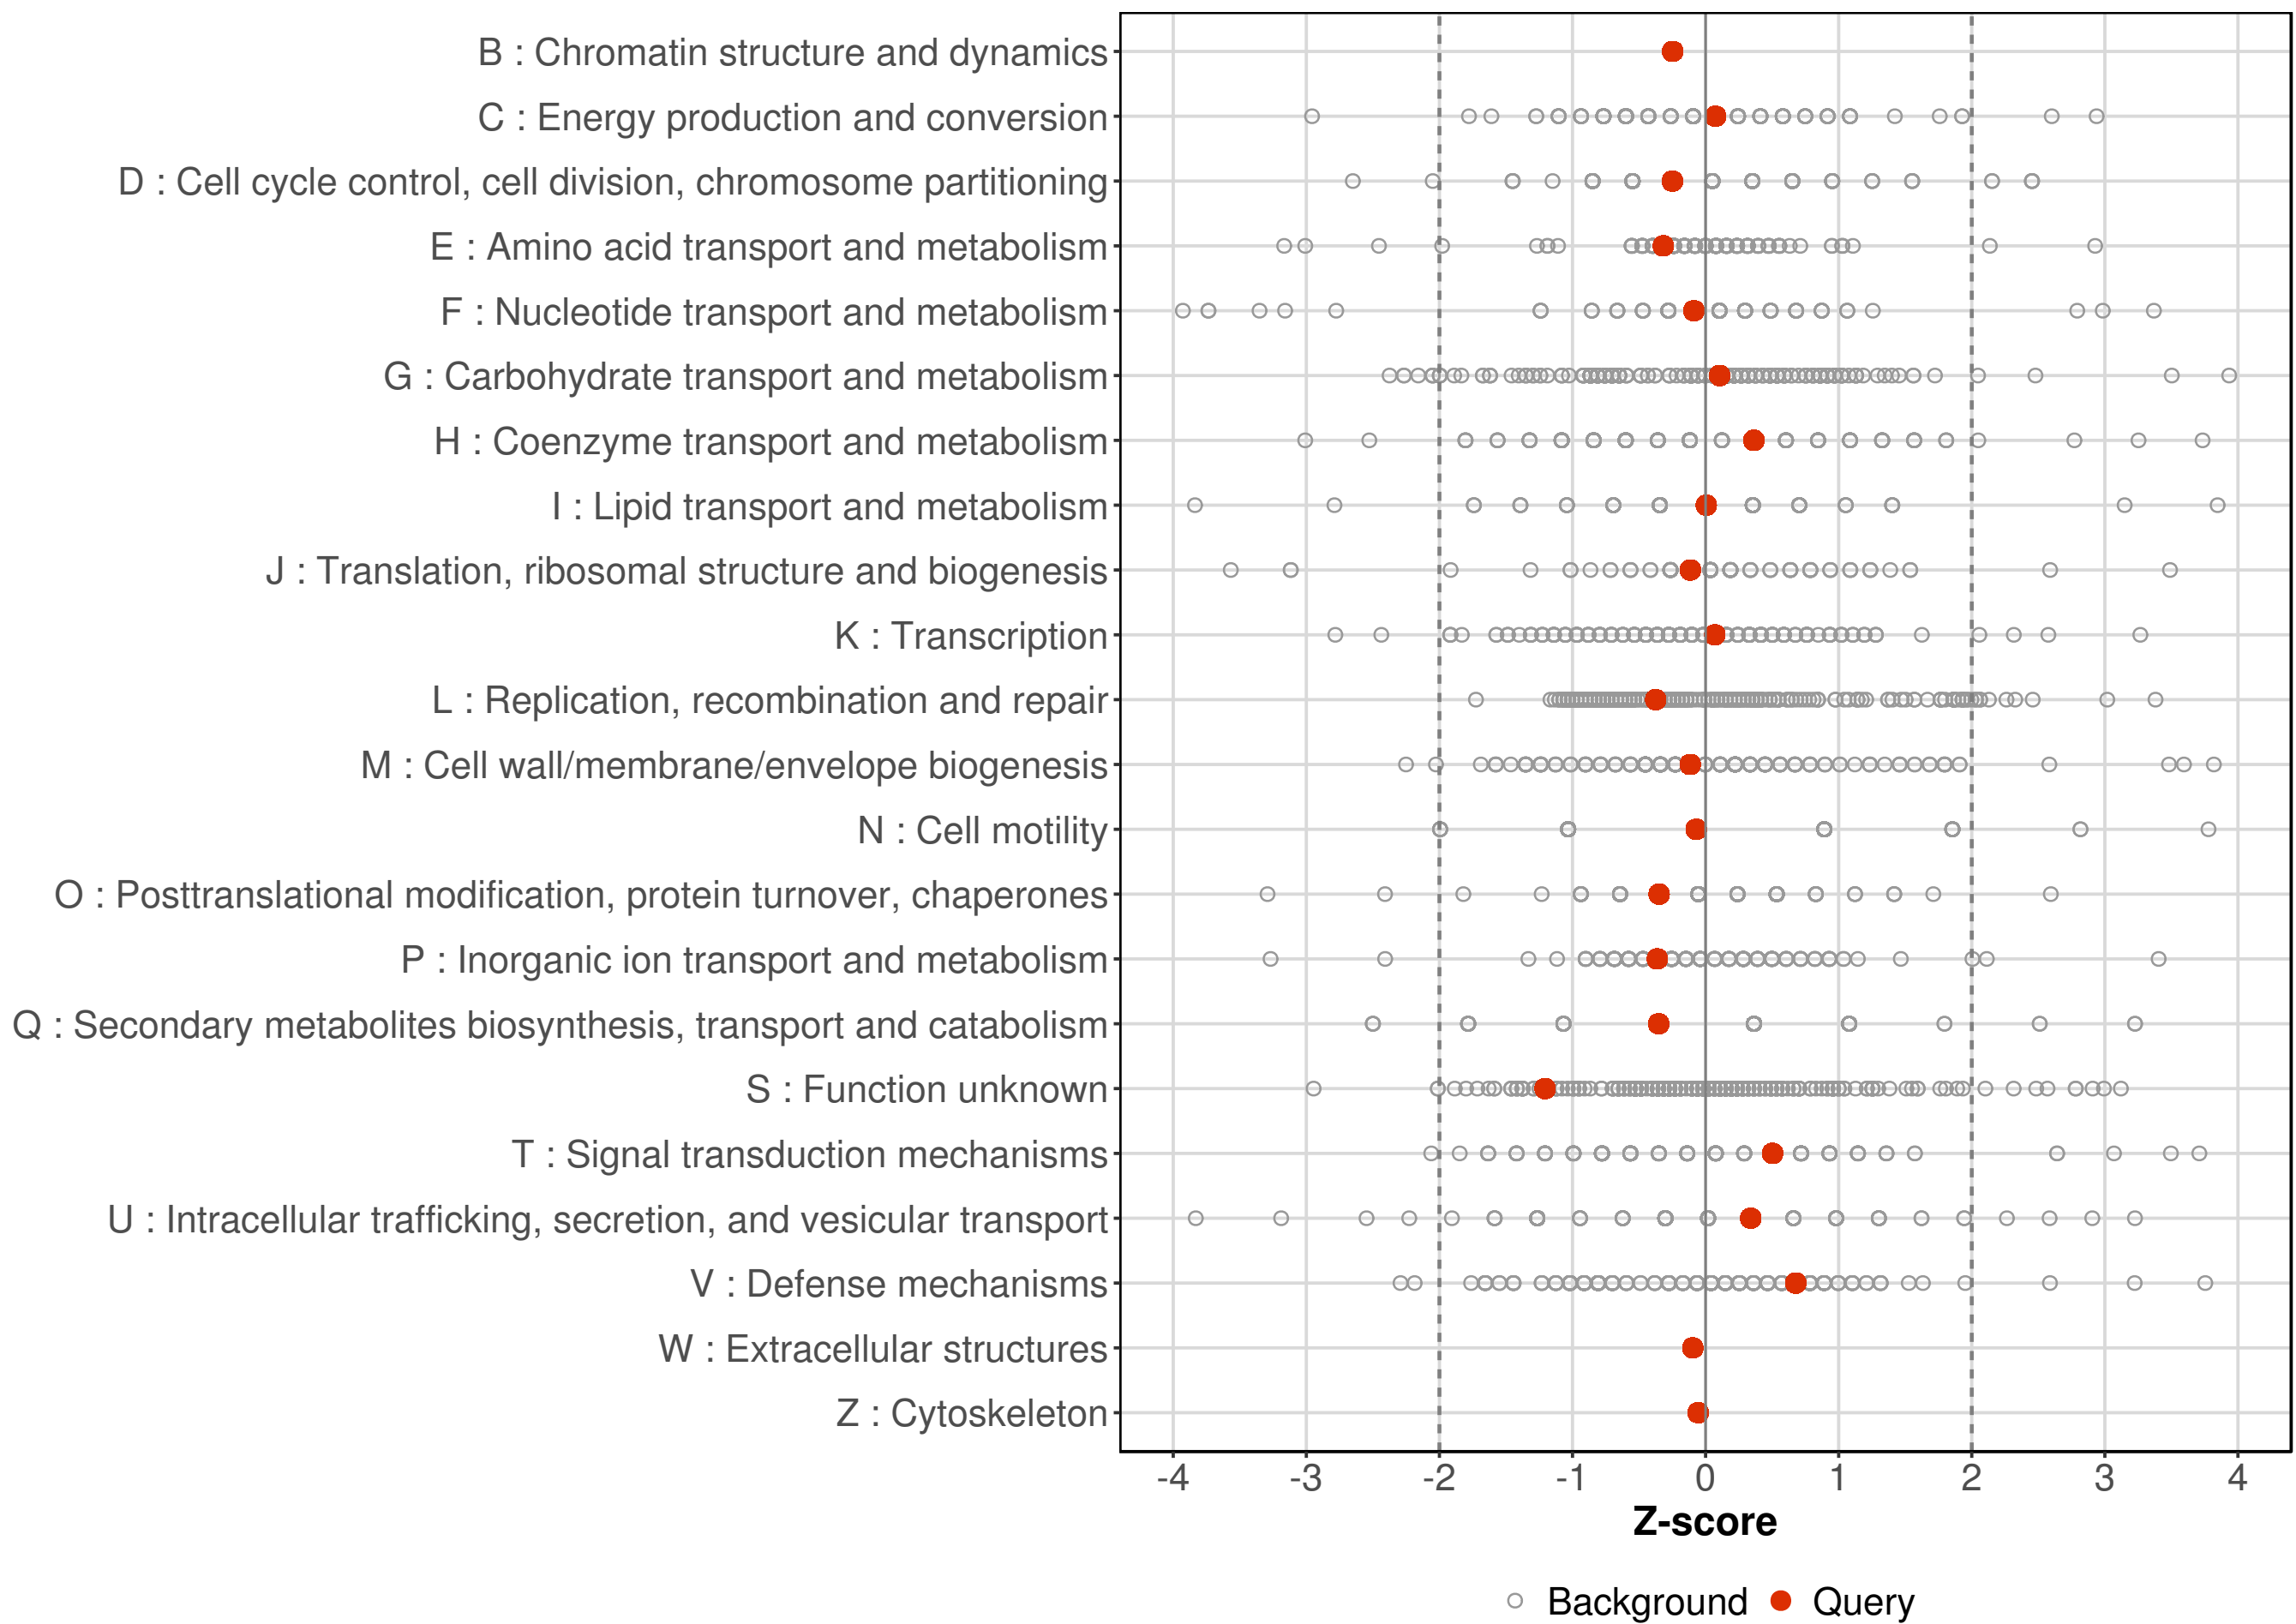 B : Chromatin structure and dynamics
C : Energy production and conversion
D : Cell cycle control, cell division, chromosome partitioning
E : Amino acid transport and metabolism
F : Nucleotide transport and metabolism
G : Carbohydrate transport and metabolism
H : Coenzyme transport and metabolism
I : Lipid transport and metabolism
J : Translation, ribosomal structure and biogenesis
K : Transcription
L : Replication, recombination and repair
M : Cell wall/membrane/envelope biogenesis
N : Cell motility
O : Posttranslational modification, protein turnover, chaperones
P : Inorganic ion transport and metabolism
Q : Secondary metabolites biosynthesis, transport and catabolism
S : Function unknown
T : Signal transduction mechanisms
U : Intracellular trafficking, secretion, and vesicular transport
V : Defense mechanisms
W : Extracellular structures
Z : Cytoskeleton
-4 -3 -2 -1 0 1 2 3 4
Z-score
Background Query